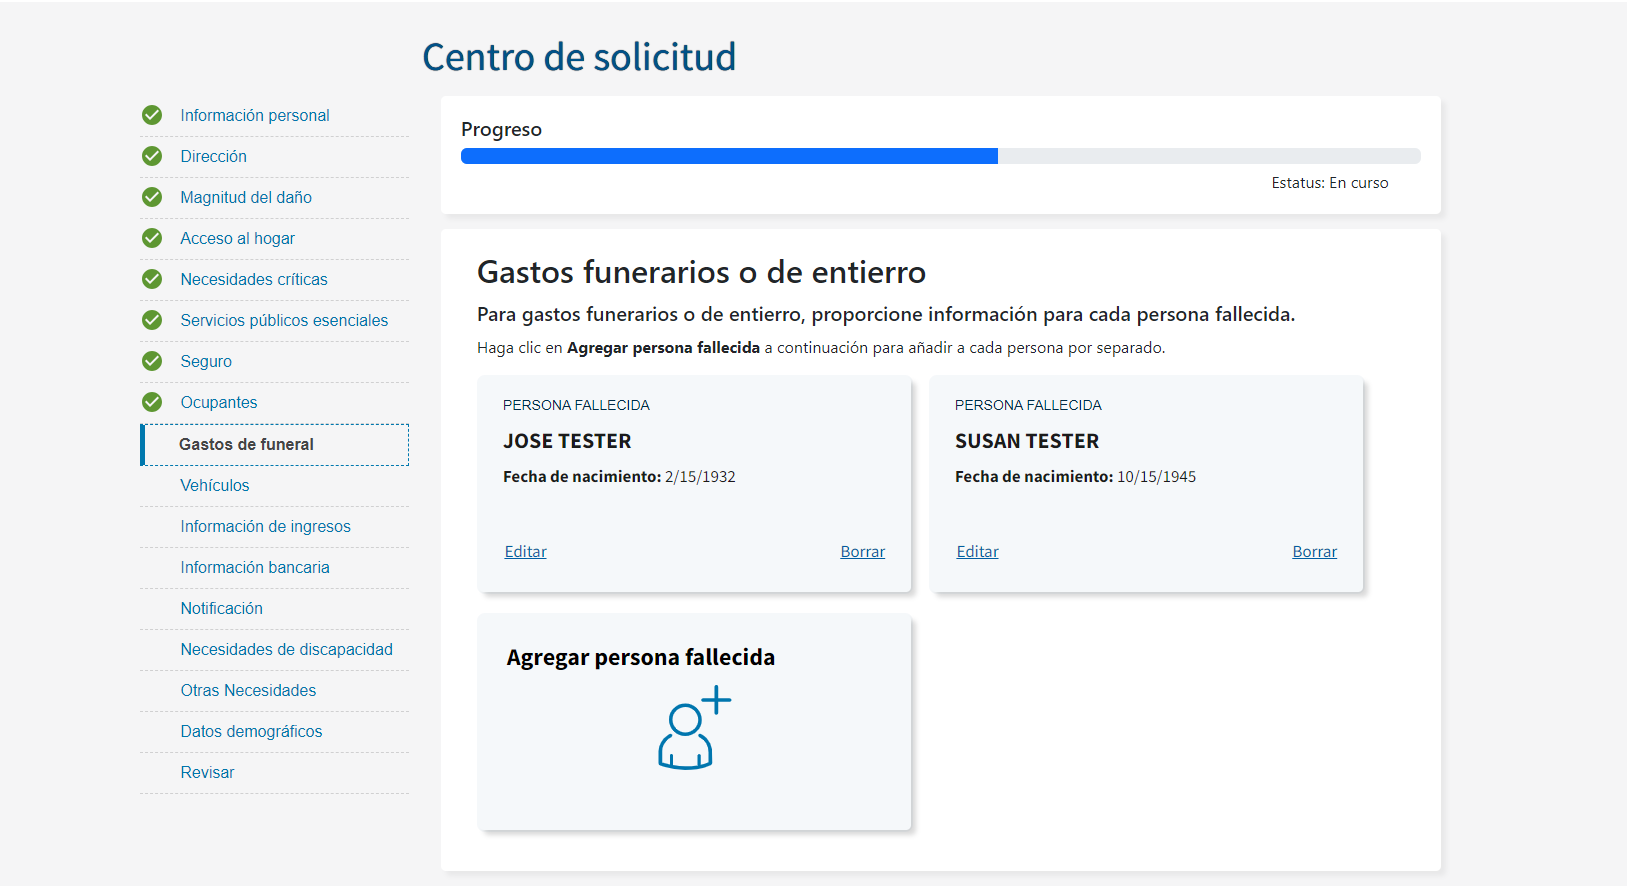 Centro de solicitud
Información personal
Dirección
Magnitud del daño
Acceso al hogar
Necesidades críticas
Servicios públicos esenciales
Seguro
Ocupantes
Gastos de funeral
Vehículos
Información de ingresos
Información bancaria
Notificación
Necesidades de discapacidad
Otras Necesidades
Datos demográficos
Revisar
Progreso
Estatus: En curso
Gastos funerarios o de entierro
Para gastos funerarios o de entierro, proporcione información para cada persona fallecida.
Haga clic en Agregar persona fallecida a continuación para añadir a cada persona por separado.
PERSONA FALLECIDA
JOSE TESTER
Fecha de nacimiento: 2/15/1932
Editar
Borrar
PERSONA FALLECIDA
SUSAN TESTER
Fecha de nacimiento: 10/15/1945
Editar
Borrar
Agregar persona fallecida